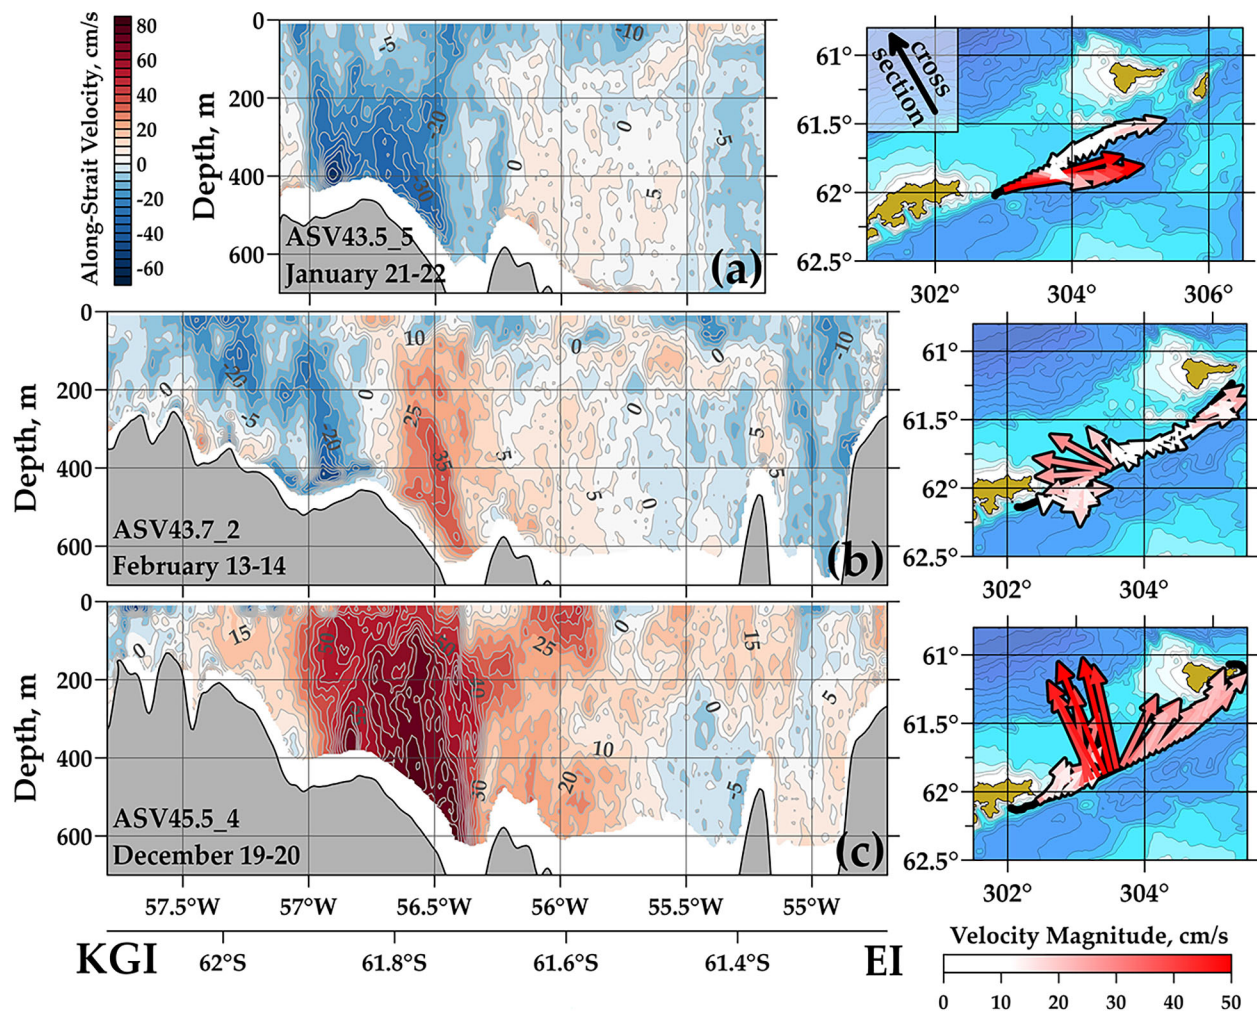 Along-Strait Velocity, cm/s
80
60
40
20
0
-20
-40
-60
Depth, m
0
200
400
600
-5
-10
-20
-30
0
5
-5
ASV43.5_5
January 21-22
(a)
cross
section
61°
61.5°
62°
62.5°
302°
304°
306°
Depth, m
0
200
400
600
0
-20
-5
-20
0
10
25
35
5
0
5
0
0
0
5
5
-10
ASV43.7_2
February 13-14
(b)
61°
61.5°
62°
62.5°
302°
304°
Depth, m
0
200
400
600
0
15
25
0
15
10
20
30
0
-5
5
ASV45.5_4
December 19-20
(c)
61°
61.5°
62°
62.5°
302°
304°
57.5°W
57°W
56.5°W
56°W
55.5°W
55°W
KGI
62°S
61.8°S
61.6°S
61.4°S
EI
Velocity Magnitude, cm/s
0
10
20
30
40
50